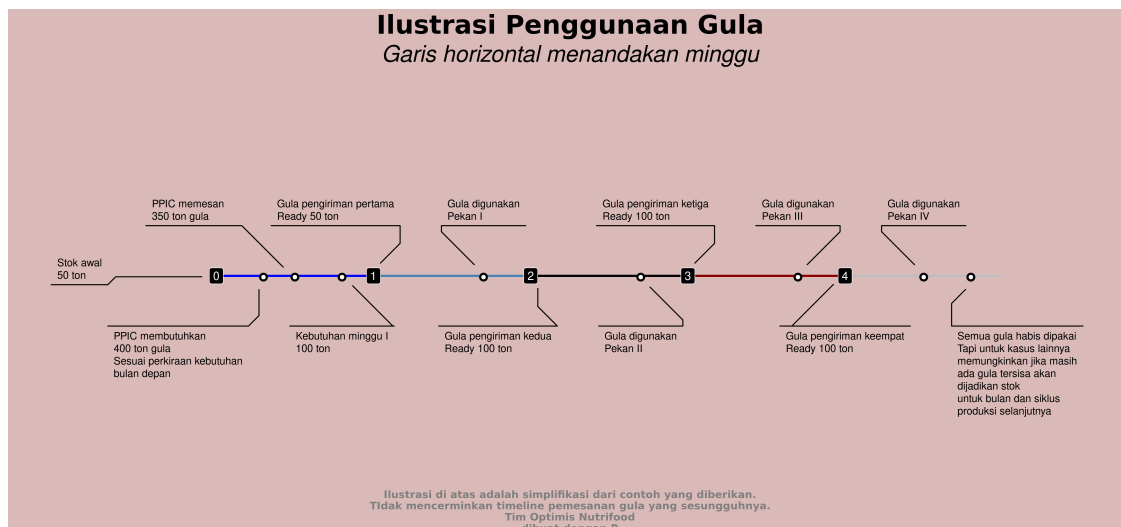 Ilustrasi Penggunaan Gula
Garis horizontal menandakan minggu
PPIC memesan
350 ton gula
Gula pengiriman pertama
Ready 50 ton
Gula digunakan
Pekan I
Gula pengiriman ketiga
Ready 100 ton
Gula digunakan
Pekan III
Gula digunakan
Pekan IV
Stok awal
50 ton
0
1
2
3
4
PPIC membutuhkan
400 ton gula
Sesuai perkiraan kebutuhan
bulan depan
Kebutuhan minggu I
100 ton
Gula pengiriman kedua
Ready 100 ton
Gula digunakan
Pekan II
Gula pengiriman keempat
Ready 100 ton
Semua gula habis dipakai
Tapi untuk kasus lainnya
memungkinkan jika masih
ada gula tersisa akan
dijadikan stok
untuk bulan dan siklus
produksi selanjutnya
Ilustrasi di atas adalah simplifikasi dari contoh yang diberikan.
TIdak mencerminkan timeline pemesanan gula yang sesungguhnya.
Tim Optimis Nutrifood
dibuat dengan R